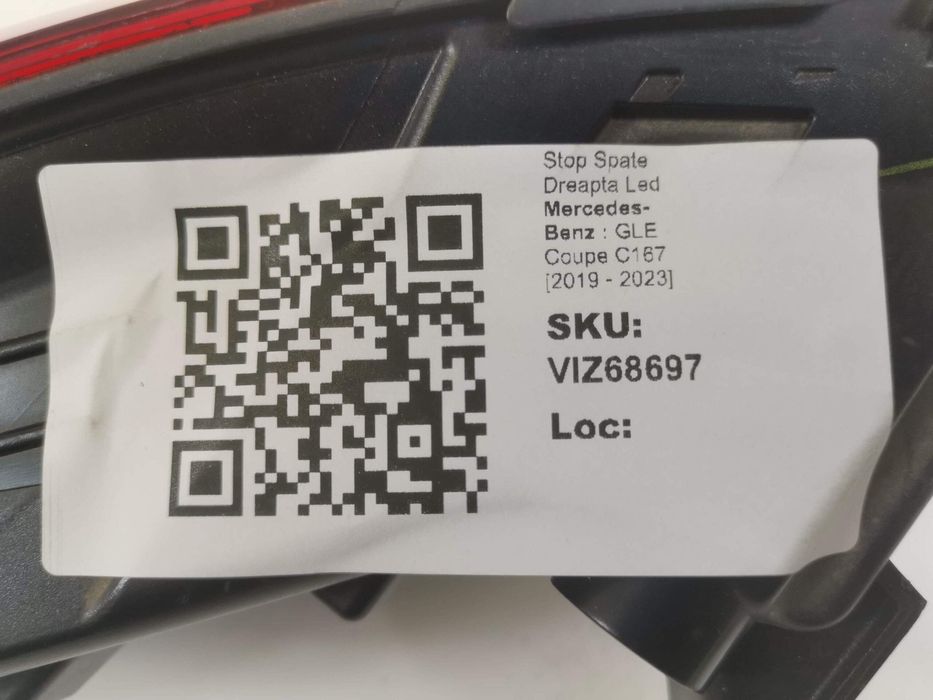 Stop Spate
Dreapta Led
Mercedes-
Benz : GLE
Coupe C167
[2019 - 2023]
SKU:
VIZ68697
Loc: